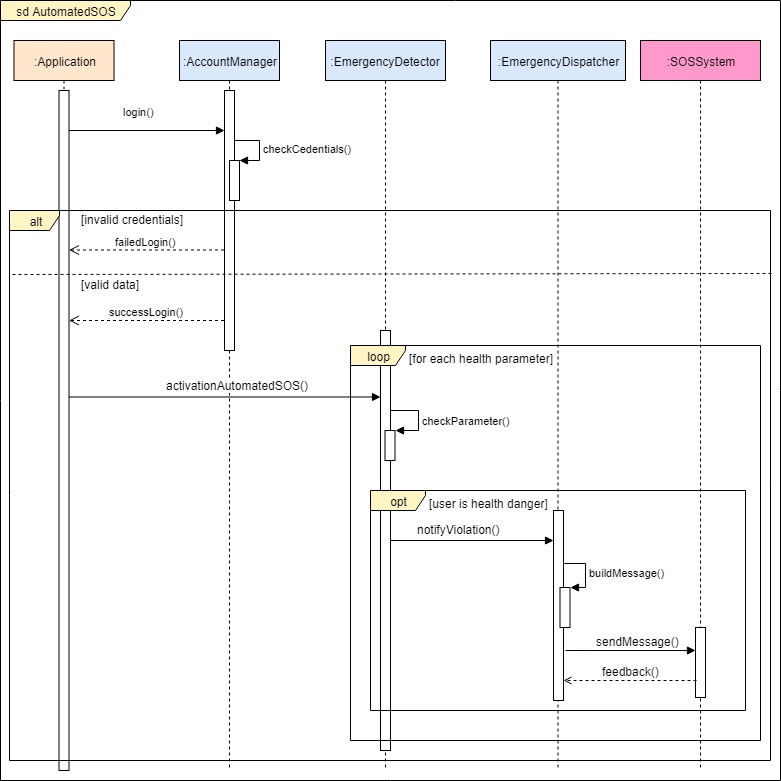 sd AutomatedSOS
:Application
:AccountManager
:EmergencyDetector
:EmergencyDispatcher
:SOSSystem
login()
checkCedentials()
alt
[invalid credentials]
failedLogin()
[valid data]
successLogin()
loop
[for each health parameter]
activationAutomatedSOS()
checkParameter()
opt
[user is health danger]
notifyViolation()
buildMessage()
sendMessage()
feedback()